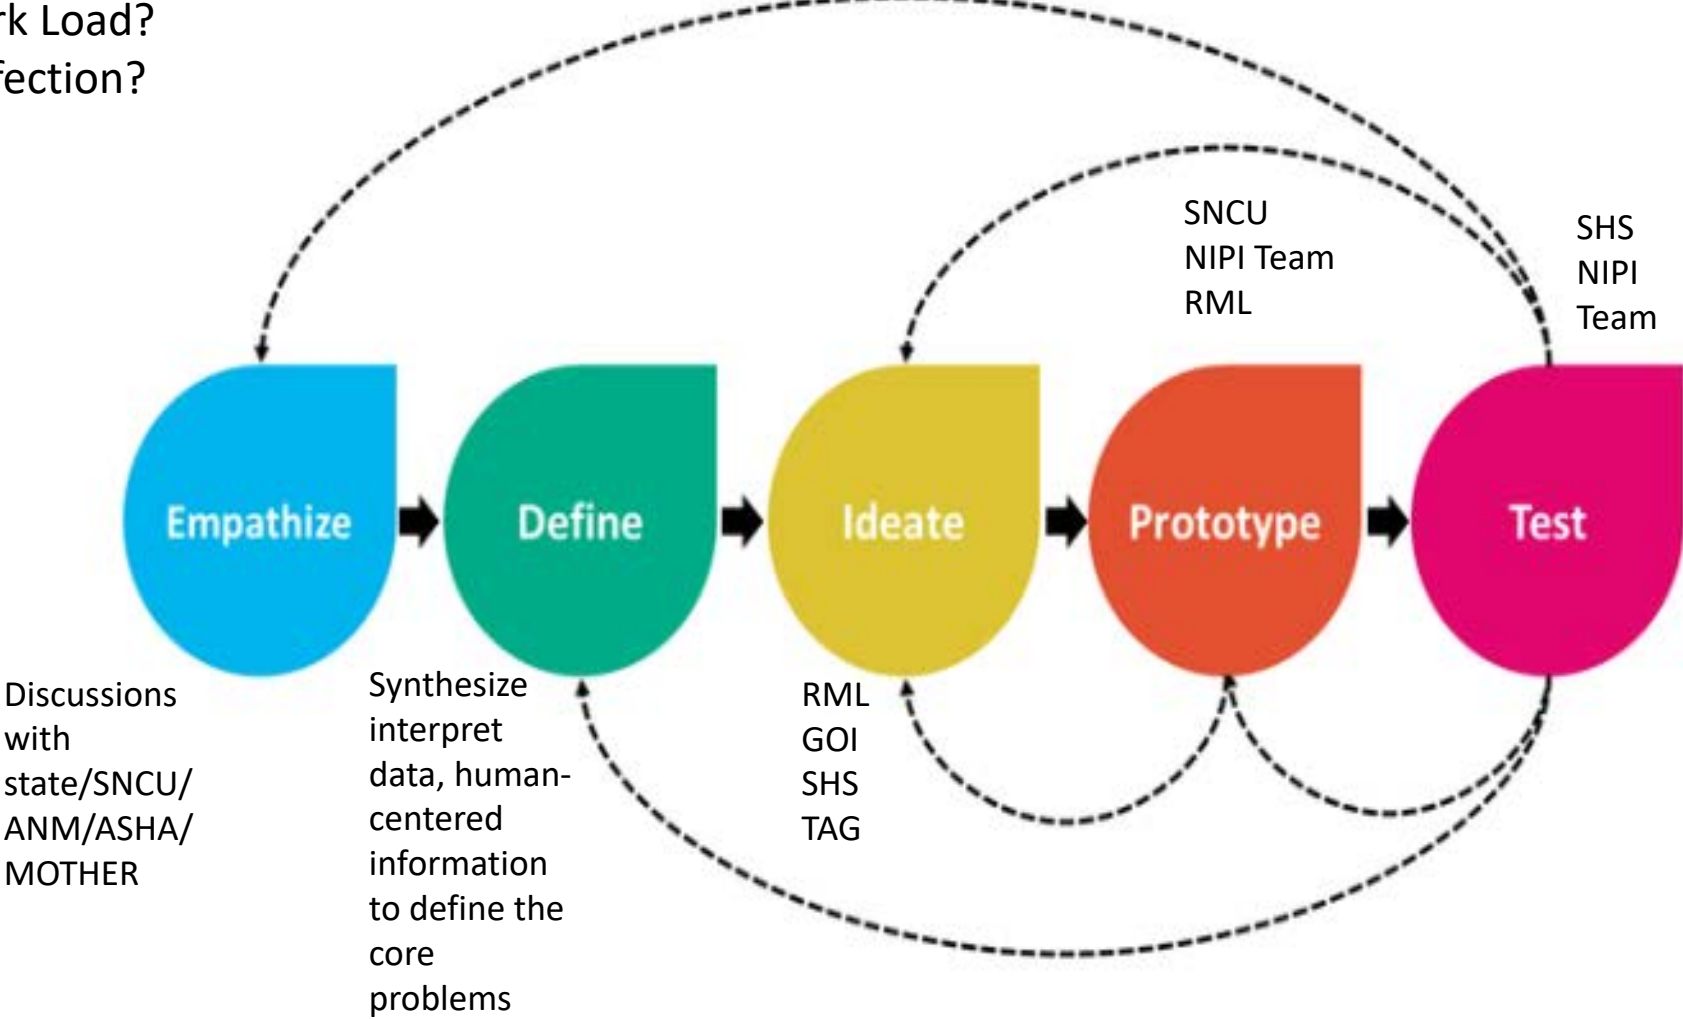 rk Load?
fection?
SNCU
NIPI Team
RML
SHS
NIPI
Team
Empathize
Define
Ideate
Prototype
Test
Discussions
with
state/SNCU/
ANM/ASHA/
MOTHER
Synthesize
interpret
data, human-
centered
information
to define the
core
problems
RML
GOI
SHS
TAG